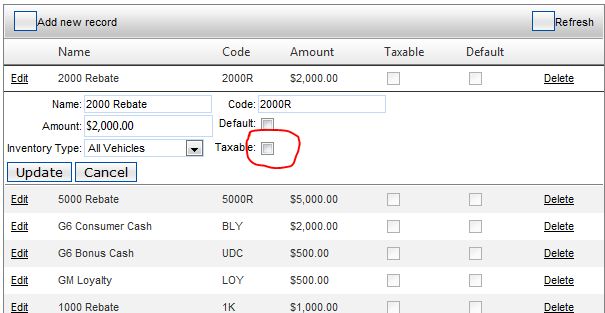 Add new record Refresh
Name Code Amount Taxable Default
Edit 2000 Rebate 2000R $2,000.00 Delete
Name: 2000 Rebate Code: 2000R
Amount: $2,000.00 Default:
Inventory Type: All Vehicles Taxable:
Update Cancel
Edit 5000 Rebate 5000R $5,000.00 Delete
Edit G6 Consumer Cash BLY $2,000.00 Delete
Edit G6 Bonus Cash UDC $500.00 Delete
Edit GM Loyalty LOY $500.00 Delete
Edit 1000 Rebate 1K $1,000.00 Delete